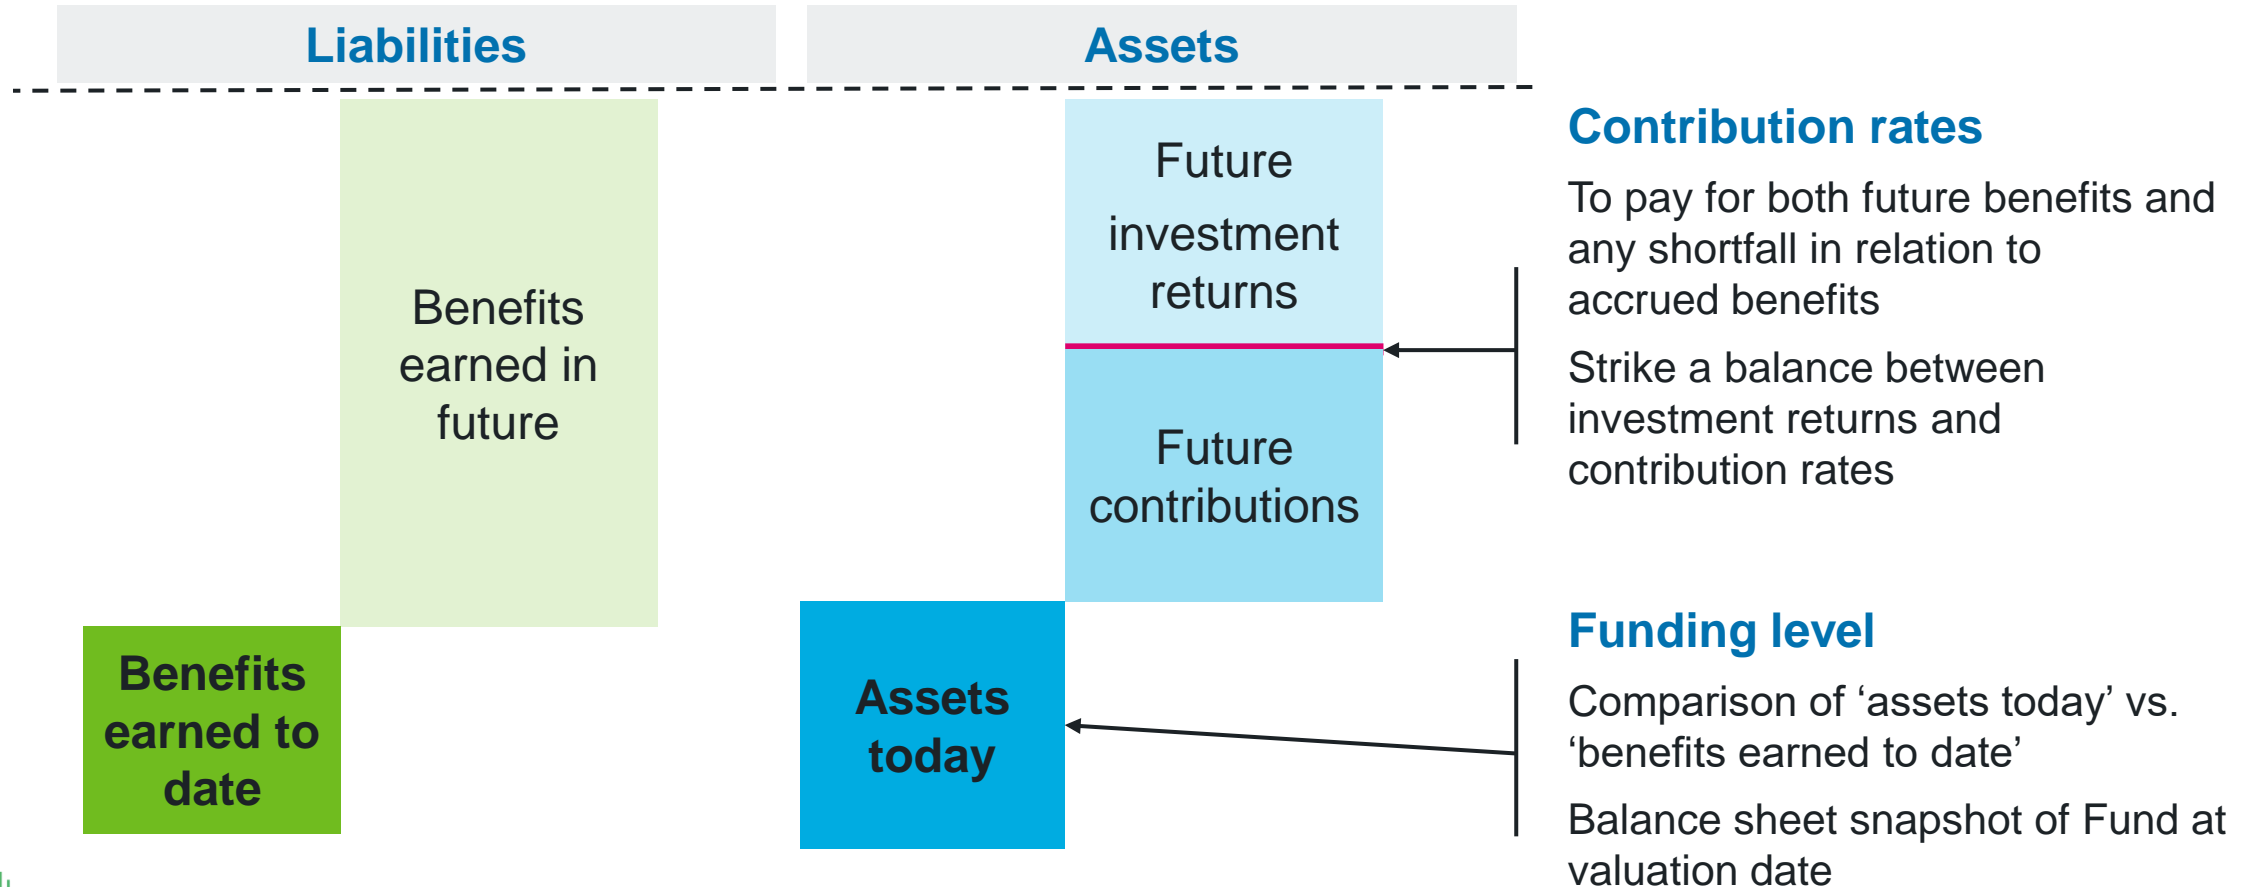 Liabilities
Assets
Benefits
earned in
future
Benefits
earned to
date
Future
investment
returns
Future
contributions
Assets
today
Contribution rates
To pay for both future benefits and
any shortfall in relation to
accrued benefits
Strike a balance between
investment returns and
contribution rates
Funding level
Comparison of ‘assets today’ vs.
‘benefits earned to date’
Balance sheet snapshot of Fund at
valuation date